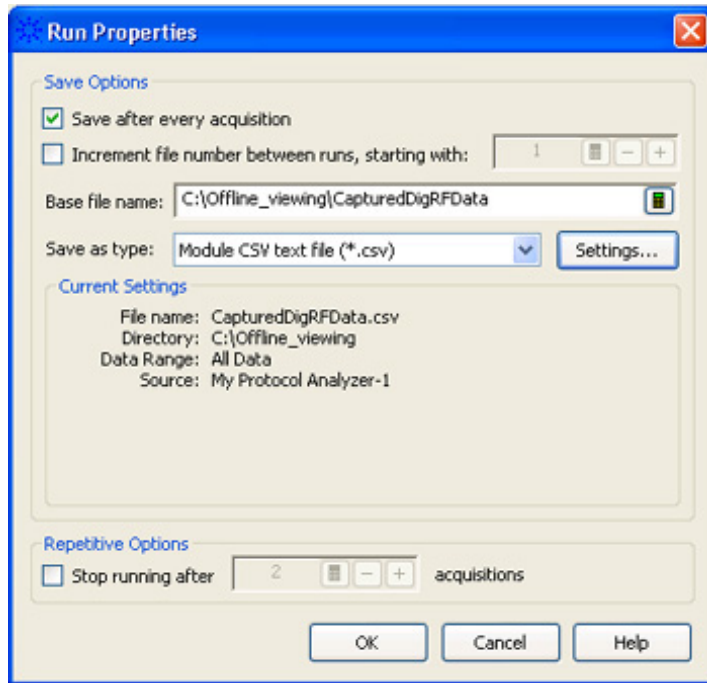 Run Properties
Save Options
Save after every acquisition
Increment file number between runs, starting with: 1 - +
Base file name: C:\Offline_viewing\CapturedDigRFData
Save as type: Module CSV text file (*.csv) Settings...
Current Settings
File name: CapturedDigRFData.csv
Directory: C:\Offline_viewing
Data Range: All Data
Source: My Protocol Analyzer-1
Repetitive Options
Stop running after 2 - + acquisitions
OK Cancel Help